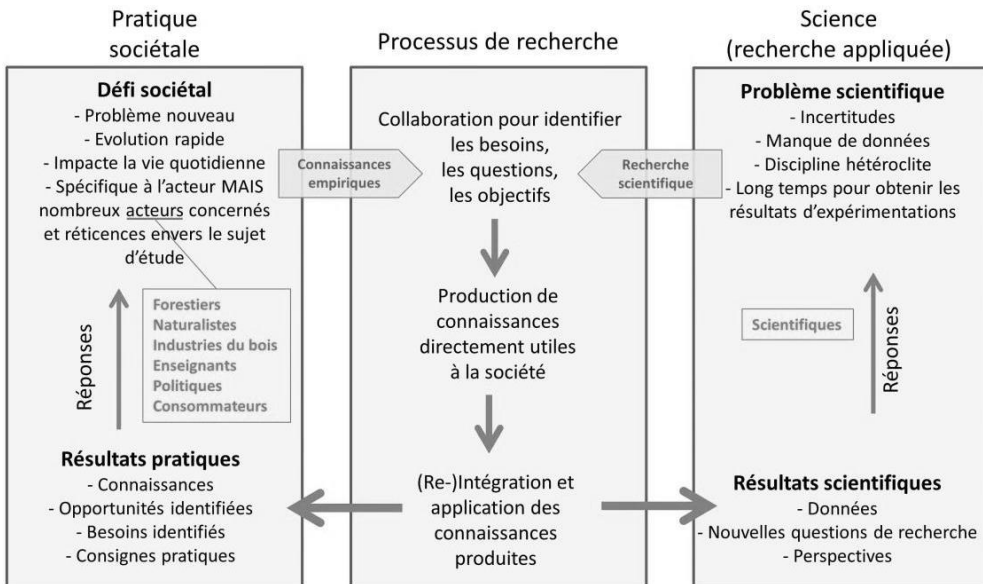 Pratique
sociétale
Défi sociétal
- Problème nouveau
- Evolution rapide
- Impacte la vie quotidienne
- Spécifique à l'acteur MAIS
nombreux acteurs concernés
et réticences envers le sujet
d'étude
Forestiers
Naturalistes
Industries du bois
Enseignants
Politiques
Consommateurs
Réponses
Résultats pratiques
- Connaissances
- Opportunités identifiées
- Besoins identifiés
- Consignes pratiques
Connaissances
empiriques
Processus de recherche
Collaboration pour identifier
les besoins,
les questions,
les objectifs
Production de
connaissances
directement utiles
à la société
(Re-)Intégration et
application des
connaissances
produites
Recherche
scientifique
Science
(recherche appliquée)
Problème scientifique
- Incertitudes
- Manque de données
- Discipline hétéroclite
- Long temps pour obtenir les
résultats d'expérimentations
Scientifiques
Réponses
Résultats scientifiques
- Données
- Nouvelles questions de recherche
- Perspectives